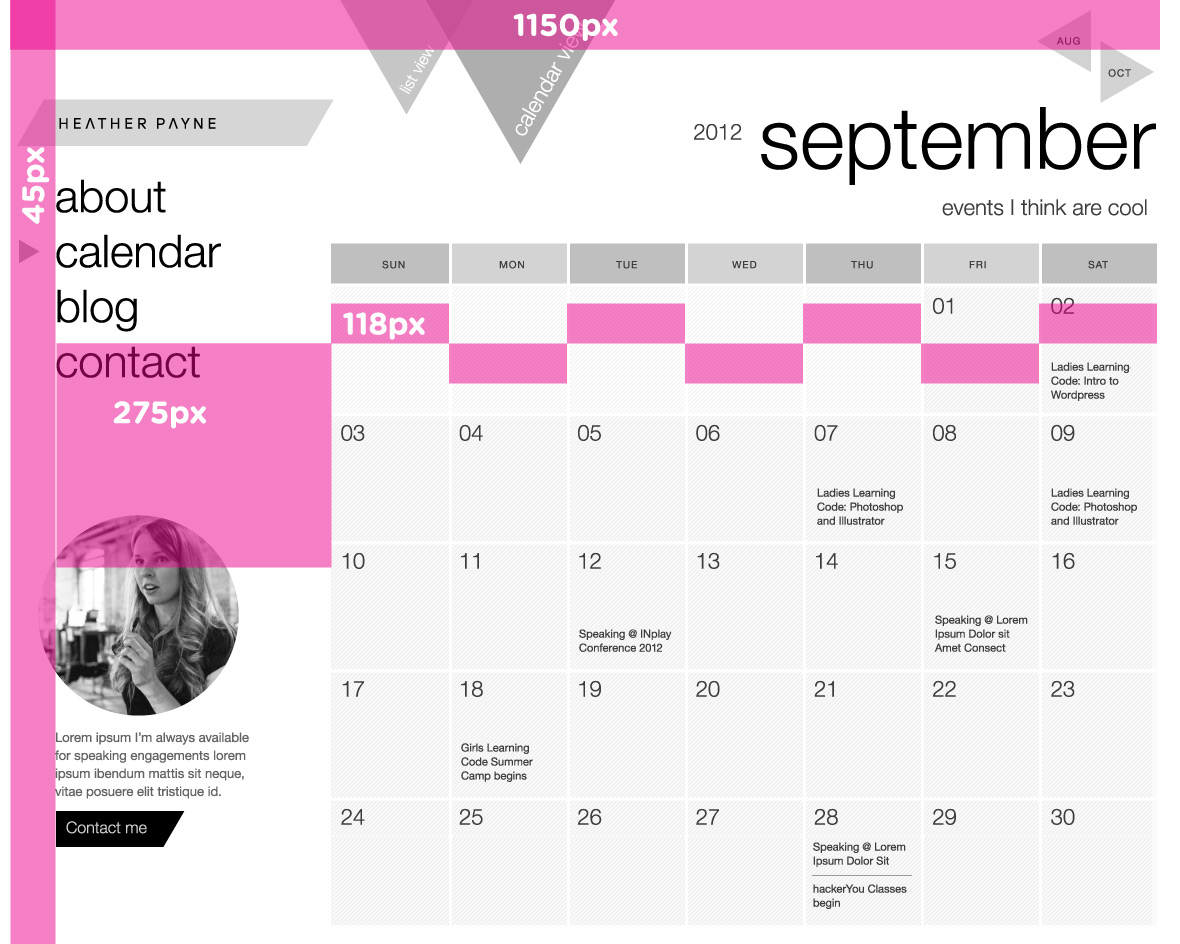 1150px
list view
calendar view
AUG
OCT
HEATHER PAYNE
2012 september
events I think are cool
45px
about
calendar
blog
contact
275px
SUN MON TUE WED THU FRI SAT
118px
01 02
Ladies Learning
Code: Intro to
Wordpress
03 04 05 06 07 08 09
Ladies Learning
Code: Photoshop
and Illustrator
Ladies Learning
Code: Photoshop
and Illustrator
10 11 12 13 14 15 16
Speaking @ INplay
Conference 2012
Speaking @ Lorem
Ipsum Dolor sit
Amet Consect
17 18 19 20 21 22 23
Girls Learning
Code Summer
Camp begins
24 25 26 27 28 29 30
Speaking @ Lorem
Ipsum Dolor Sit
hackerYou Classes
begin
Lorem ipsum I'm always available
for speaking engagements lorem
ipsum ibendum mattis sit neque,
vitae posuere elit tristique id.
Contact me